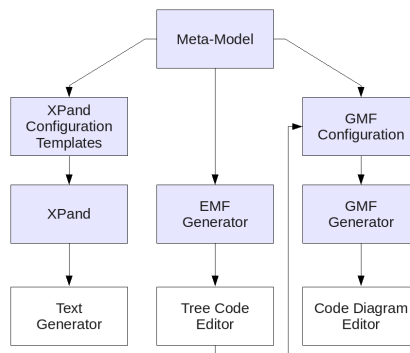 Meta-Model
XPand
Configuration
Templates
GMF
Configuration
XPand
EMF
Generator
GMF
Generator
Text
Generator
Tree Code
Editor
Code Diagram
Editor